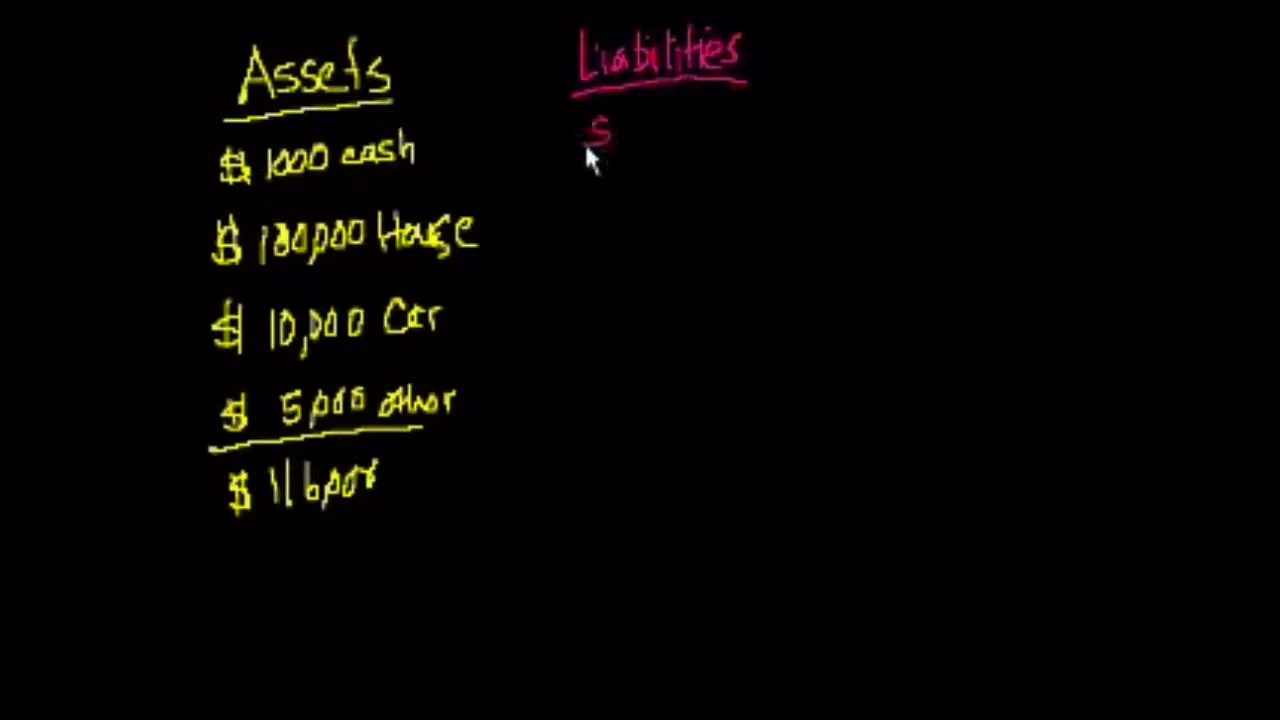 Assets
$ 1000 cash
$ 100,000 House
$ 10,000 Car
$ 5,000 other
$ 116,000
Liabilities
S